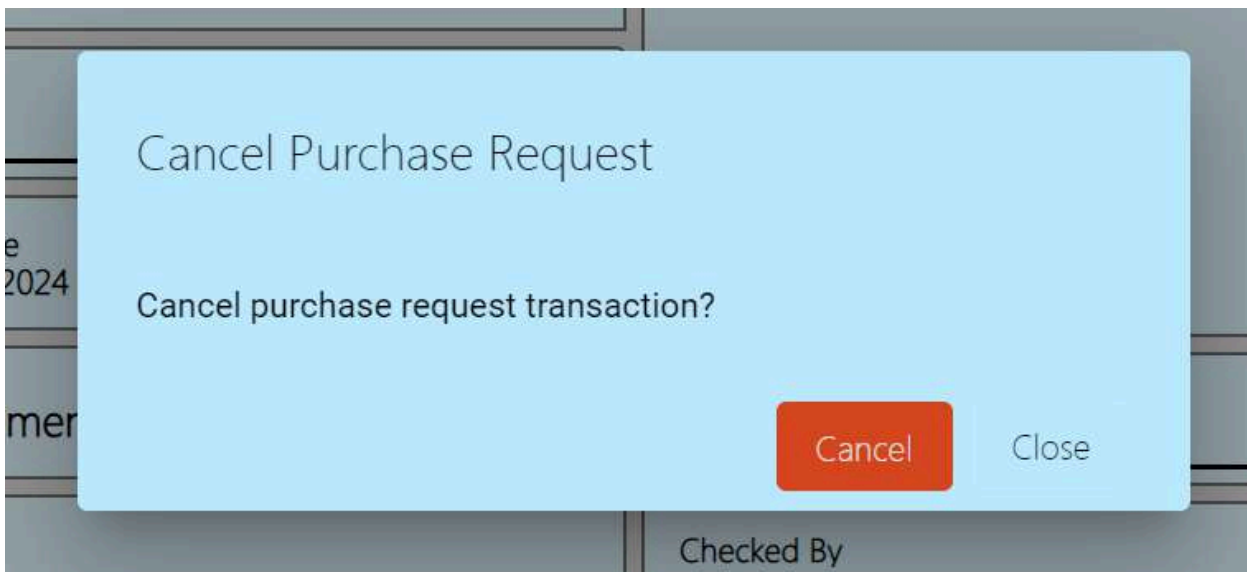 Cancel Purchase Request
e
2024
Cancel purchase request transaction?
mer
Cancel
Close
Checked By